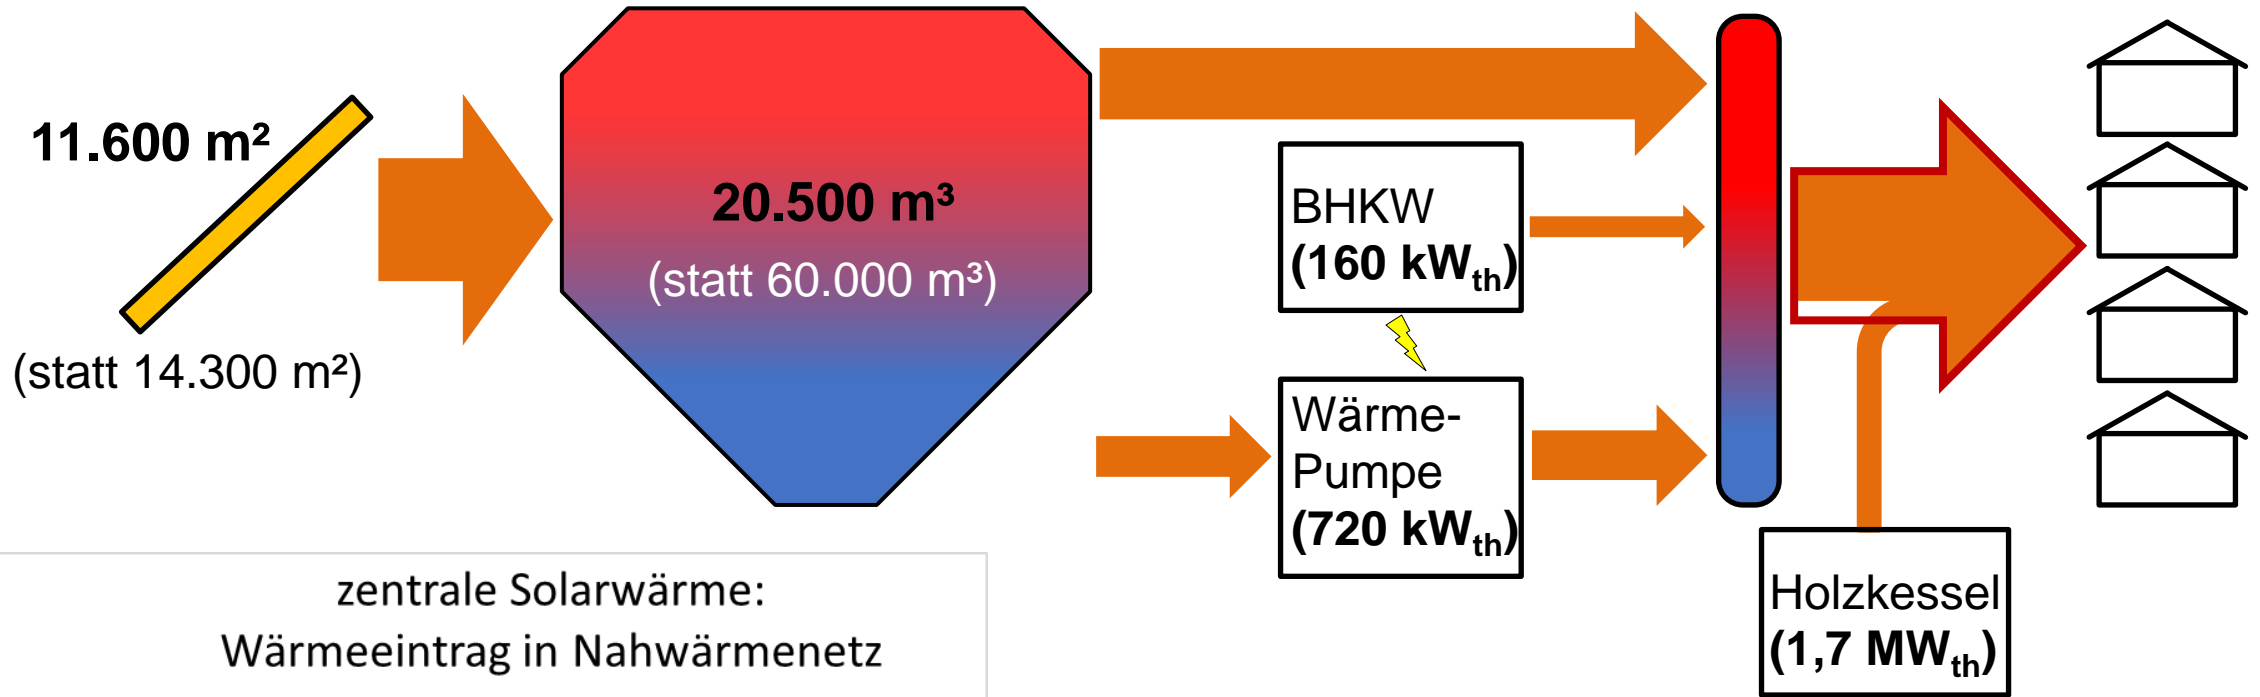 11.600 m²
(statt 14.300 m²)
20.500 m³
(statt 60.000 m³)
BHKW
(160 kWth)
Wärme-
Pumpe
(720 kWth)
Holzkessel
(1,7 MWth)
zentrale Solarwärme:
Wärmeeintrag in Nahwärmenetz